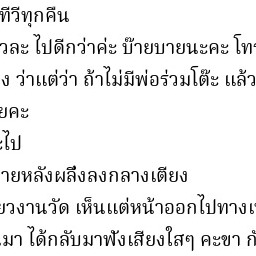 ทีวีทุกคืน
วละ ไปดีกว่าค่ะ บ๊ายบายนะคะ โท
ง ว่าแต่ว่า ถ้าไม่มีพ่อร่วมโต๊ะ แล้ว
ยคะ
ะไป
ายหลังผลึ่งลงกลางเตียง
ยวงานวัด เห็นแต่หน้าออกไปทาง
มา ได้กลับมาฟังเสียงใสๆ คะขา กั